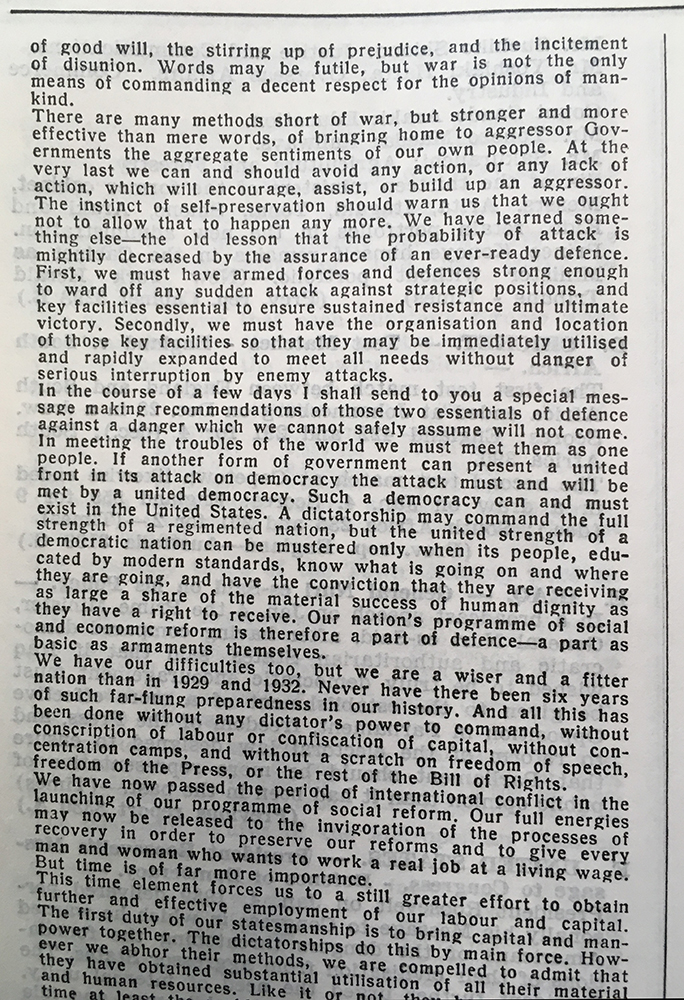 of good will, the stirring up of prejudice, and the incitement
of disunion. Words may be futile, but war is not the only
means of commanding a decent respect for the opinions of man-
kind.
There are many methods short of war, but stronger and more
effective than mere words, of bringing home to aggressor Gov-
ernments the aggregate sentiments of our own people. At the
very last we can and should avoid any action, or any lack of
action, which will encourage, assist, or build up an aggressor.
The instinct of self-preservation should warn us that we ought
not to allow that to happen any more. We have learned some-
thing else—the old lesson that the probability of attack is
mightily decreased by the assurance of an ever-ready defence.
First, we must have armed forces and defences strong enough
to ward off any sudden attack against strategic positions, and
key facilities essential to ensure sustained resistance and ultimate
victory. Secondly, we must have the organisation and location
of those key facilities so that they may be immediately utilised
and rapidly expanded to meet all needs without danger of
serious interruption by enemy attacks.
In the course of a few days I shall send to you a special mes-
sage making recommendations of those two essentials of defence
against a danger which we cannot safely assume will not come.
In meeting the troubles of the world we must meet them as one
people. If another form of government can present a united
front in its attack on democracy the attack must and will be
met by a united democracy. Such a democracy can and must
exist in the United States. A dictatorship may command the full
strength of a regimented nation, but the united strength of a
democratic nation can be mustered only when its people, edu-
cated by modern standards, know what is going on and where
they are going, and have the conviction that they are receiving
as large a share of the material success of human dignity as
they have a right to receive. Our nation's programme of social
and economic reform is therefore a part of defence—a part as
basic as armaments themselves.
We have our difficulties too, but we are a wiser and a fitter
nation than in 1929 and 1932. Never have there been six years
of such far-flung preparedness in our history. And all this has
been done without any dictator's power to command, without
conscription of labour or confiscation of capital, without con-
centration camps, and without a scratch on freedom of speech,
freedom of the Press, or the rest of the Bill of Rights.
We have now passed the period of international conflict in the
launching of our programme of social reform. Our full energies
may now be released to the invigoration of the processes of
recovery in order to preserve our reforms and to give every
man and woman who wants to work a real job at a living wage.
But time is of far more importance.
This time element forces us to a still greater effort to obtain
further and effective employment of our labour and capital.
The first duty of our statesmanship is to bring capital and man-
power together. The dictatorships do this by main force. How-
ever we abhor their methods, we are compelled to admit that
they have obtained substantial utilisation of all their material
and human resources. Like it or not, they
time at least the